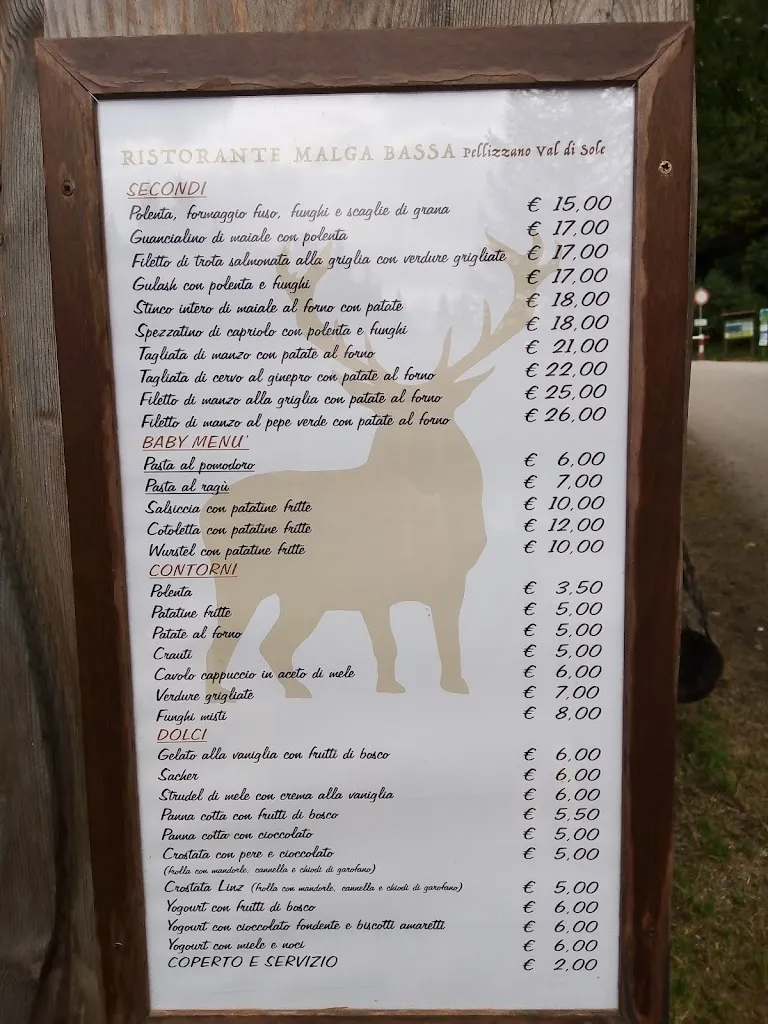 RISTORANTE MALGA BASSA Pellizzano Val di Sole
SECONDI
Polenta, formaggio fuso, funghi e scaglie di grana € 15,00
Guancialino di maiale con polenta € 17,00
Filetto di trota salmonata alla griglia con verdure grigliate € 17,00
Gulash con polenta e funghi € 17,00
Stinco intero di maiale al forno con patate € 18,00
Spezzatino di capriolo con polenta e funghi € 18,00
Tagliata di manzo con patate al forno € 21,00
Tagliata di cervo al ginepro con patate al forno € 22,00
Filetto di manzo alla griglia con patate al forno € 25,00
Filetto di manzo al pepe verde con patate al forno € 26,00
BABY MENU'
Pasta al pomodoro € 6,00
Pasta al ragù € 7,00
Salsiccia con patatine fritte € 10,00
Cotoletta con patatine fritte € 12,00
Wurstel con patatine fritte € 10,00
CONTORNI
Polenta € 3,50
Patatine fritte € 5,00
Patate al forno € 5,00
Crauti € 5,00
Cavolo cappuccio in aceto di mele € 6,00
Verdure grigliate € 7,00
Funghi misti € 8,00
DOLCI
Gelato alla vaniglia con frutti di bosco € 6,00
Sacher € 6,00
Strudel di mele con crema alla vaniglia € 6,00
Panna cotta con frutti di bosco € 5,50
Panna cotta con cioccolato € 5,00
Crostata con pere e cioccolato € 5,00
(frolla con mandorle, cannella e chiodi di garofano)
Crostata Linz (frolla con mandorle, cannella e chiodi di garofano) € 5,00
Yogourt con frutti di bosco € 6,00
Yogourt con cioccolato fondente e biscotti amaretti € 6,00
Yogourt con miele e noci € 6,00
COPERTO E SERVIZIO € 2,00